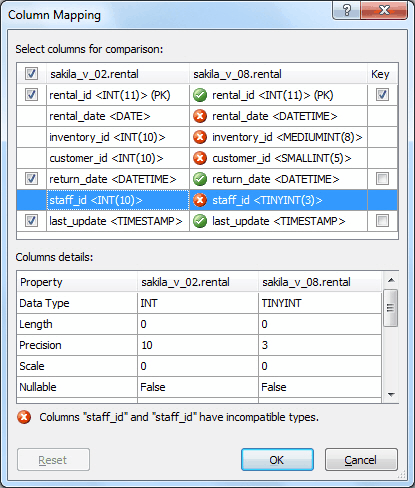 Column Mapping
Select columns for comparison:
sakila_v_02.rental sakila_v_08.rental Key
rental_id <INT(11)> (PK) rental_id <INT(11)> (PK)
rental_date <DATE> rental_date <DATETIME>
inventory_id <INT(10)> inventory_id <MEDIUMINT(8)>
customer_id <INT(10)> customer_id <SMALLINT(5)>
return_date <DATETIME> return_date <DATETIME>
staff_id <INT(10)> staff_id <TINYINT(3)>
last_update <TIMESTAMP> last_update <TIMESTAMP>
Columns details:
Property sakila_v_02.rental sakila_v_08.rental
Data Type INT TINYINT
Length 0 0
Precision 10 3
Scale 0 0
Nullable False False
Columns "staff_id" and "staff_id" have incompatible types.
Reset OK Cancel